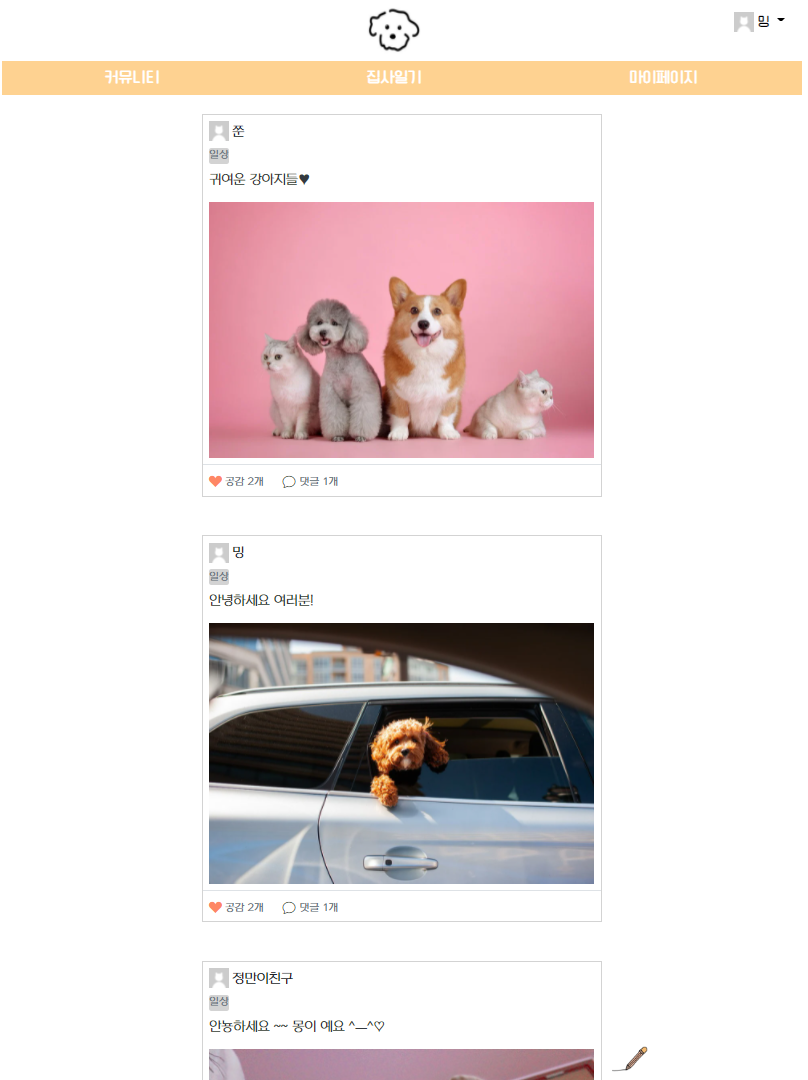 밍
커뮤니티 집사일기 마이페이지
쭌
일상
귀여운 강아지들♥
공감 2개 댓글 1개
밍
일상
안녕하세요 여러분!
공감 2개 댓글 1개
정만이친구
일상
안뇽하세요 ~~ 몽이 예요 ^ㅡ^♡